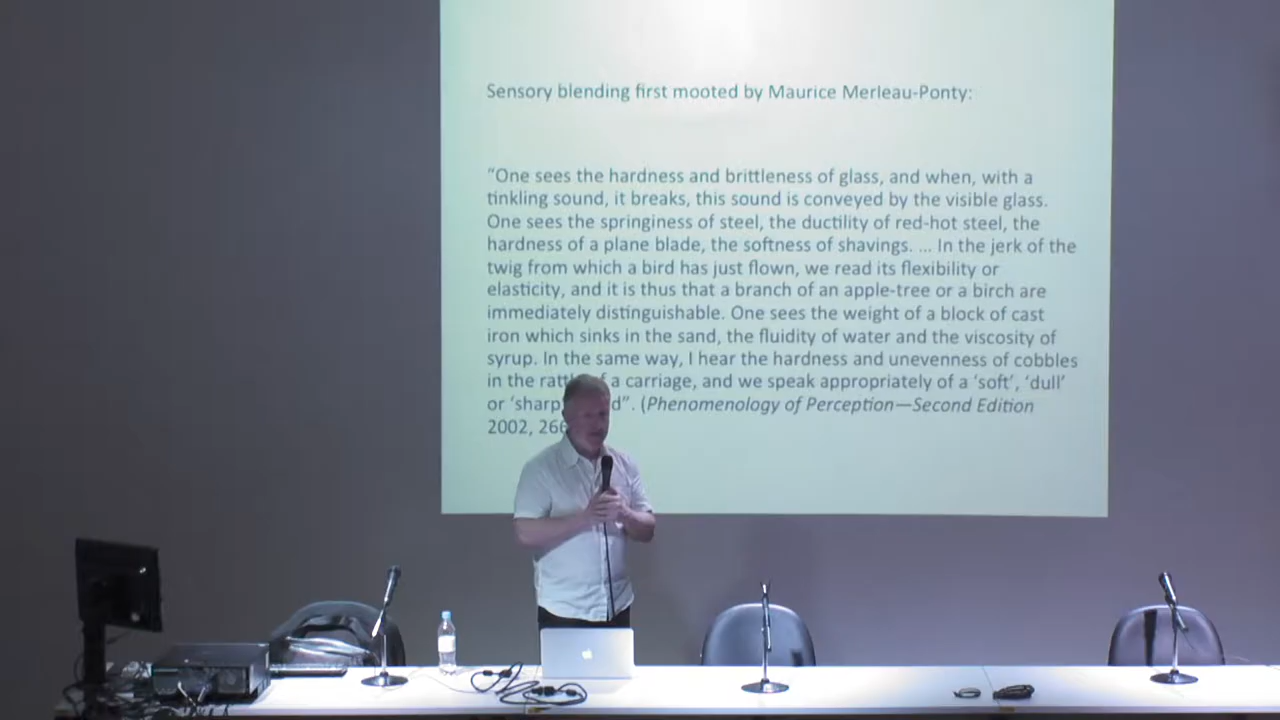 Sensory blending first mooted by Maurice Merleau-Ponty:
“One sees the hardness and brittleness of glass, and when, with a
tinkling sound, it breaks, this sound is conveyed by the visible glass.
One sees the springiness of steel, the ductility of red-hot steel, the
hardness of a plane blade, the softness of shavings. ... In the jerk of the
twig from which a bird has just flown, we read its flexibility or
elasticity, and it is thus that a branch of an apple-tree or a birch are
immediately distinguishable. One sees the weight of a block of cast
iron which sinks in the sand, the fluidity of water and the viscosity of
syrup. In the same way, I hear the hardness and unevenness of cobbles
in the a carriage, and we speak appropriately of a ‘soft’, ‘dull’
or ‘sharp (Phenomenology of Perception—Second Edition
2002,